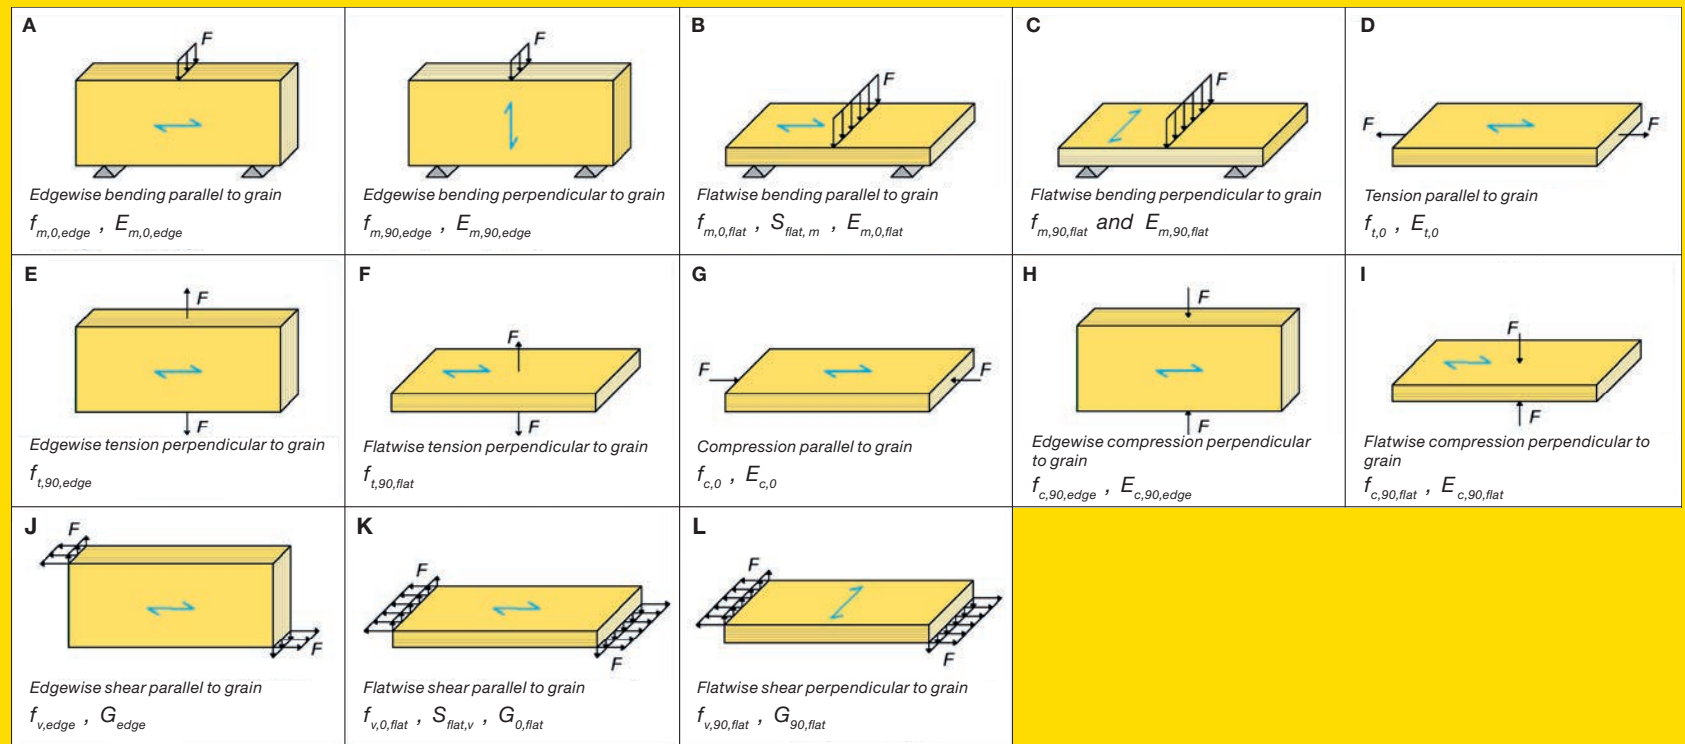 A
F
Edgewise bending parallel to grain
f m,0,edge , E m,0,edge
F
Edgewise bending perpendicular to grain
f m,90,edge , E m,90,edge
B
F
Flatwise bending parallel to grain
f m,0,flat , S flat, m , E m,0,flat
C
F
Flatwise bending perpendicular to grain
f m,90,flat and E m,90,flat
D
F
F
Tension parallel to grain
f t,0 , E t,0
E
F
F
Edgewise tension perpendicular to grain
f t,90,edge
F
F
F
Flatwise tension perpendicular to grain
f t,90,flat
G
F
F
Compression parallel to grain
f c,0 , E c,0
H
F
F
Edgewise compression perpendicular
to grain
f c,90,edge , E c,90,edge
I
F
F
Flatwise compression perpendicular to
grain
f c,90,flat , E c,90,flat
J
F
F
Edgewise shear parallel to grain
f v,edge , G edge
K
F
F
Flatwise shear parallel to grain
f v,0,flat , S flat,v , G 0,flat
L
F
F
Flatwise shear perpendicular to grain
f v,90,flat , G 90,flat